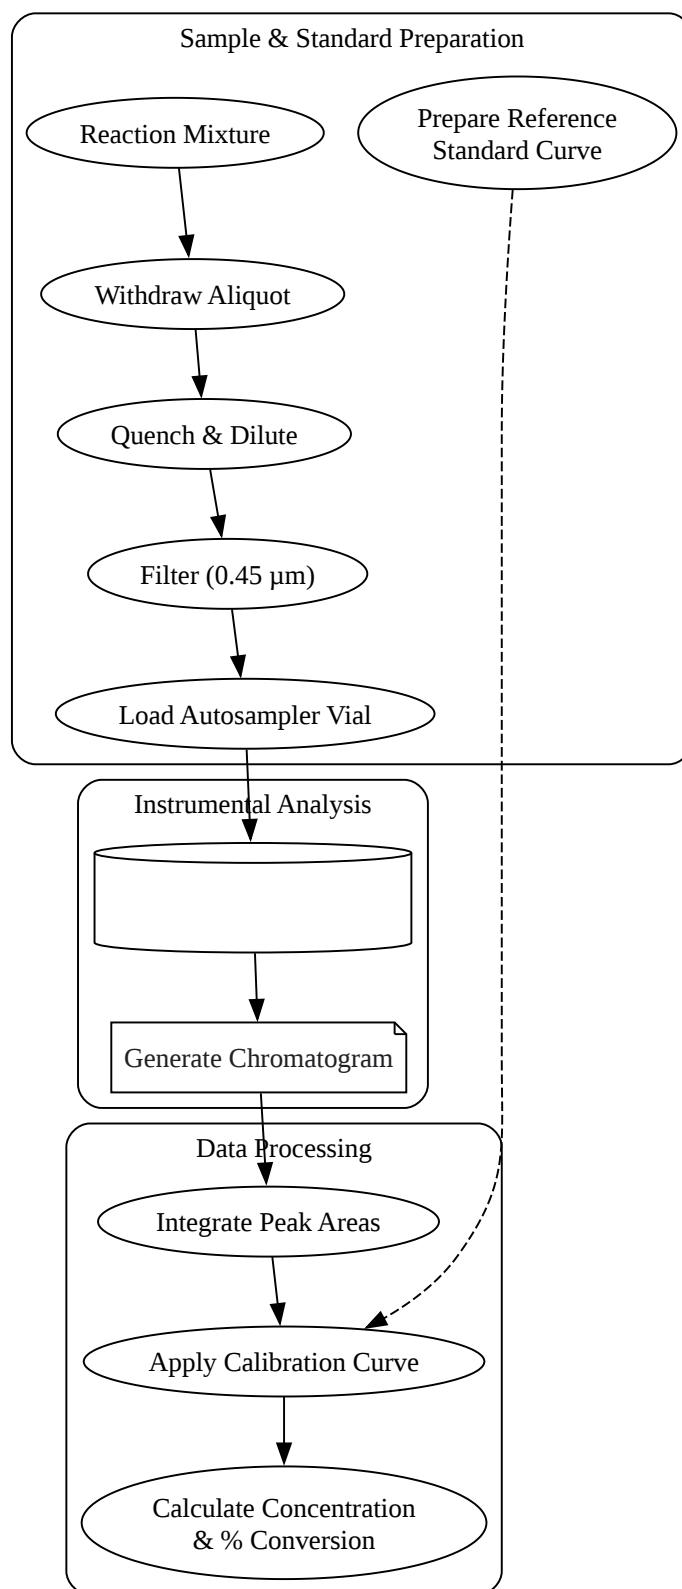 Sample & Standard Preparation
Reaction Mixture
Prepare Reference
Standard Curve
Withdraw Aliquot
Quench & Dilute
Filter (0.45 µm)
Load Autosampler Vial
Instrumental Analysis
Generate Chromatogram
Data Processing
Integrate Peak Areas
Apply Calibration Curve
Calculate Concentration
& % Conversion